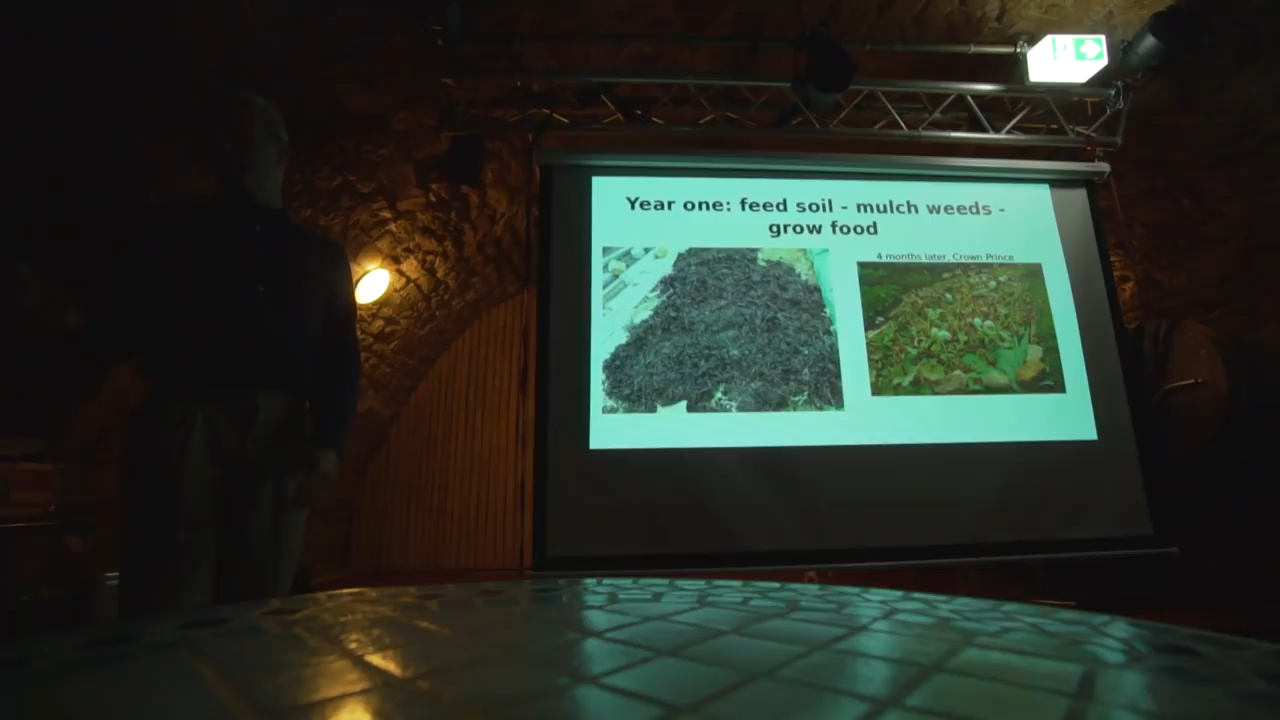 Year one: feed soil - mulch weeds -
grow food
4 months later, Crown Prince